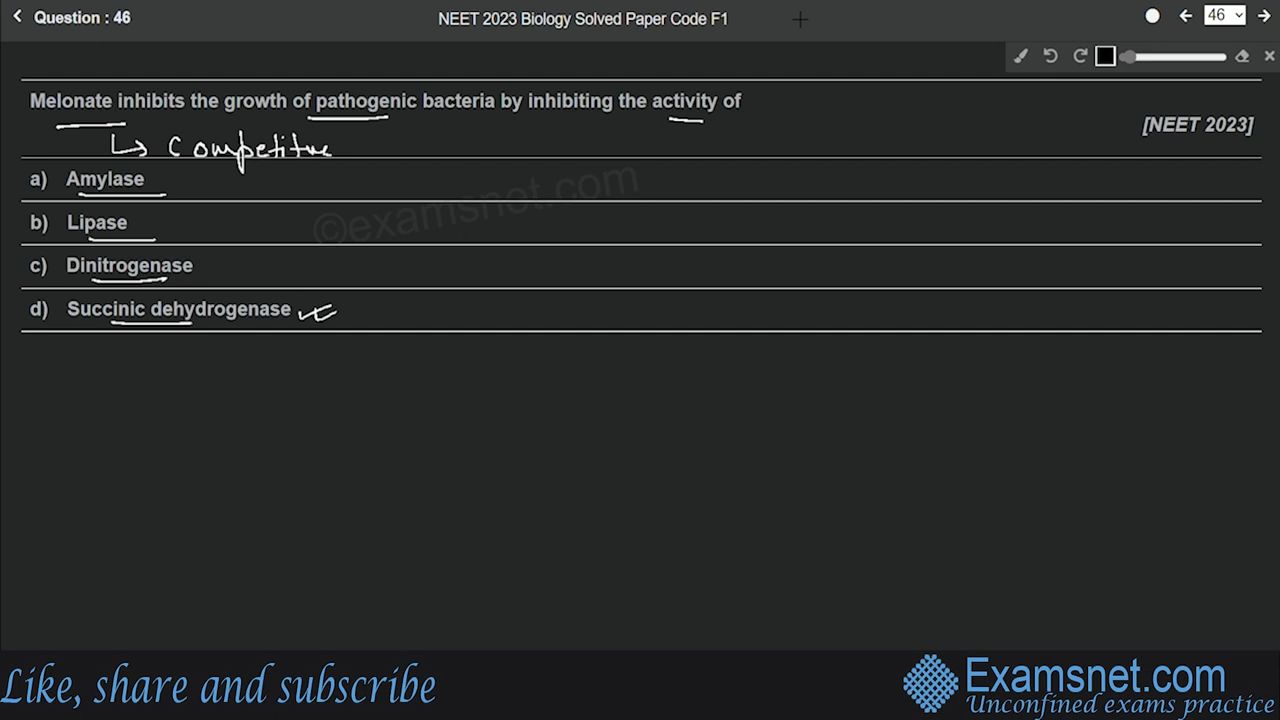 Question : 46
NEET 2023 Biology Solved Paper Code F1
46
Melonate inhibits the growth of pathogenic bacteria by inhibiting the activity of
[NEET 2023]
↳ Competitve
a) Amylase
©examsnet.com
b) Lipase
c) Dinitrogenase
d) Succinic dehydrogenase
Like, share and subscribe
Examsnet.com
Unconfined exams practice